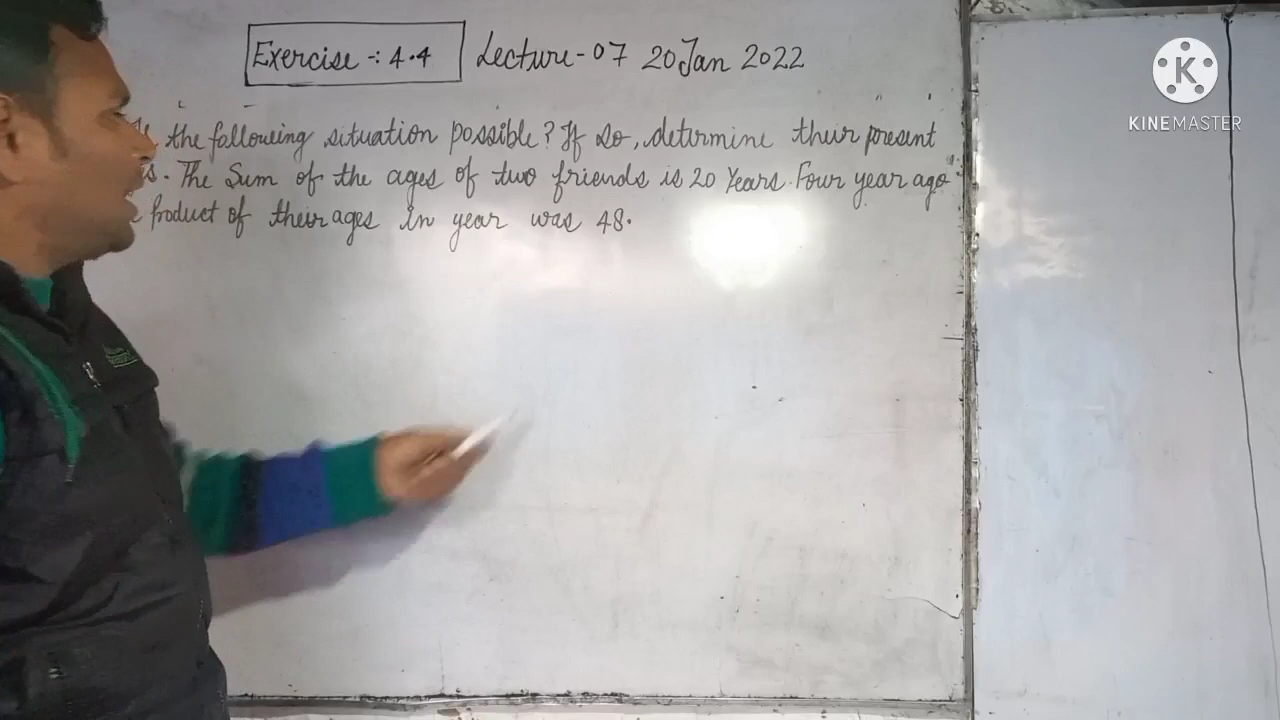 Exercise -: 4.4 Lecture-07 20 Jan 2022
the following situation possible? If so, determine their present
. The Sum of the ages of two friends is 20 Years. Four year ago
Product of their ages in year was 48.
KINEMASTER